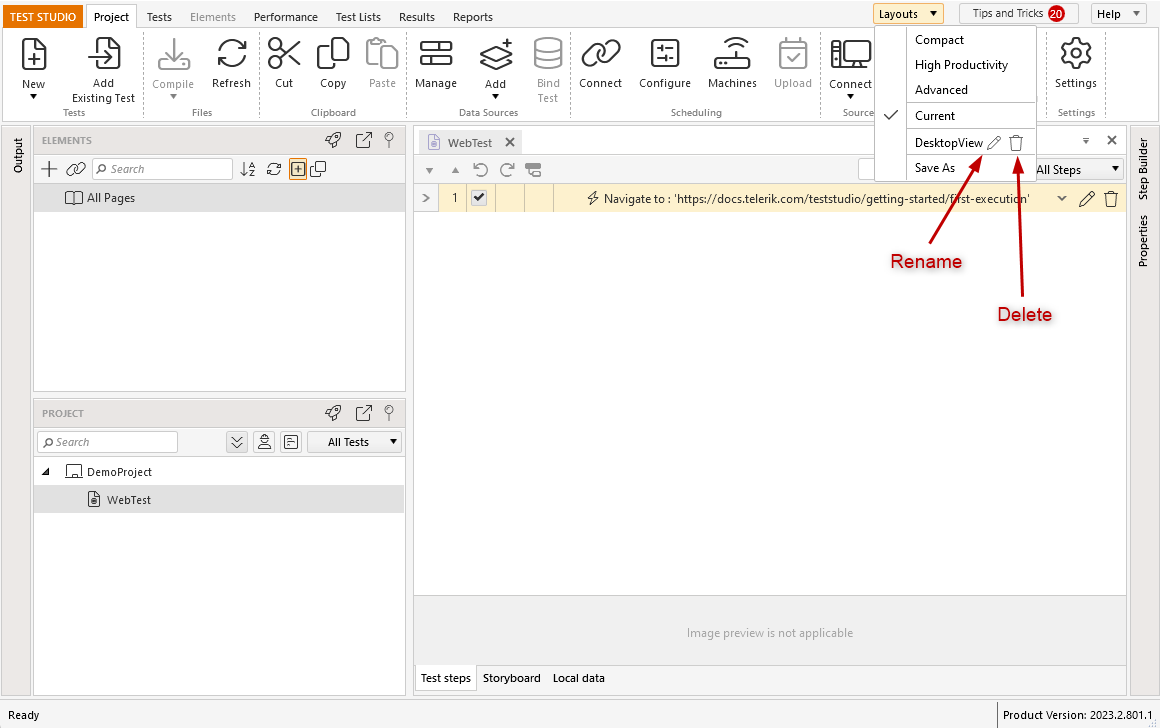 TEST STUDIO Project Tests Elements Performance Test Lists Results Reports Layouts Tips and Tricks 20 Help
New
Add
Existing Test
Tests
Compile
Refresh
Files
Cut
Copy
Paste
Clipboard
Manage
Add
Bind
Test
Data Sources
Connect
Configure
Machines
Upload
Scheduling
Connect
Source
Settings
Settings
Compact
High Productivity
Advanced
Current
DesktopView
Save As
Output
ELEMENTS
Search
All Pages
PROJECT
Search
All Tests
DemoProject
WebTest
WebTest
All Steps
1 Navigate to : 'https://docs.telerik.com/teststudio/getting-started/first-execution'
Rename
Delete
Step Builder
Properties
Image preview is not applicable
Test steps Storyboard Local data
Ready
Product Version: 2023.2.801.1